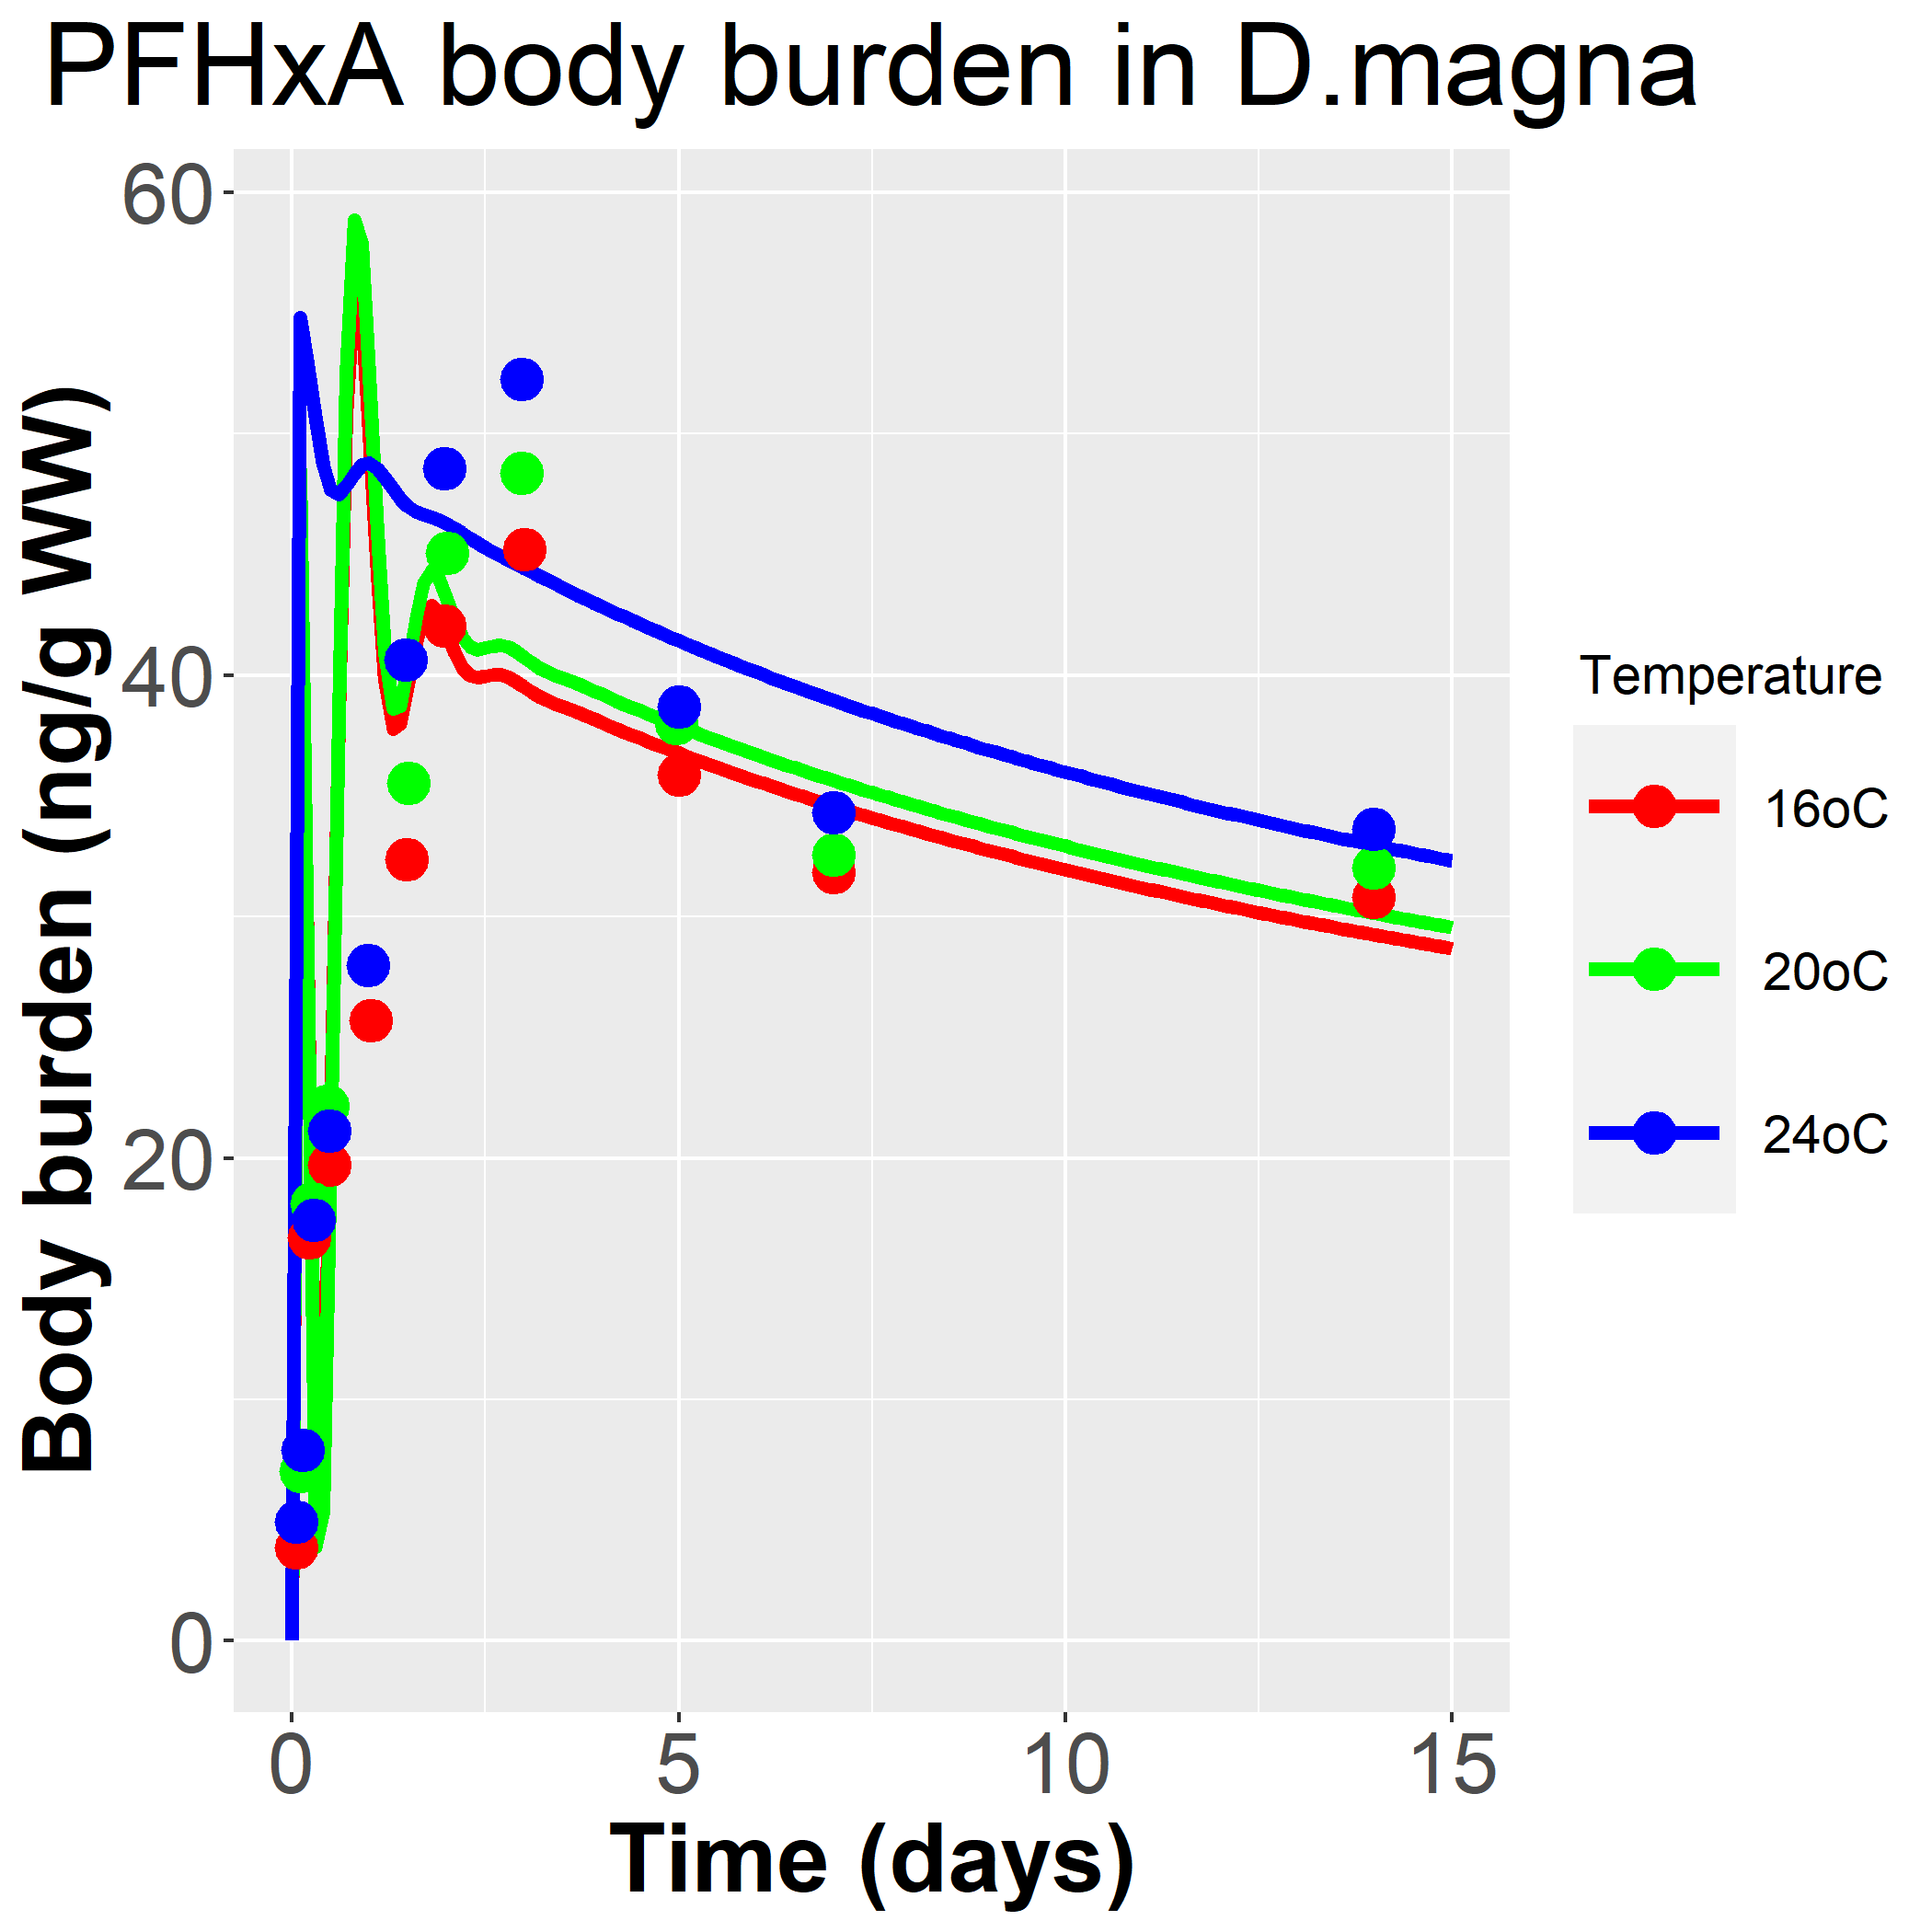 PFHxA body burden in D.magna
Body burden (ng/g WW)
60
40
20
0
0 5 10 15
Time (days)
Temperature
16oC
20oC
24oC